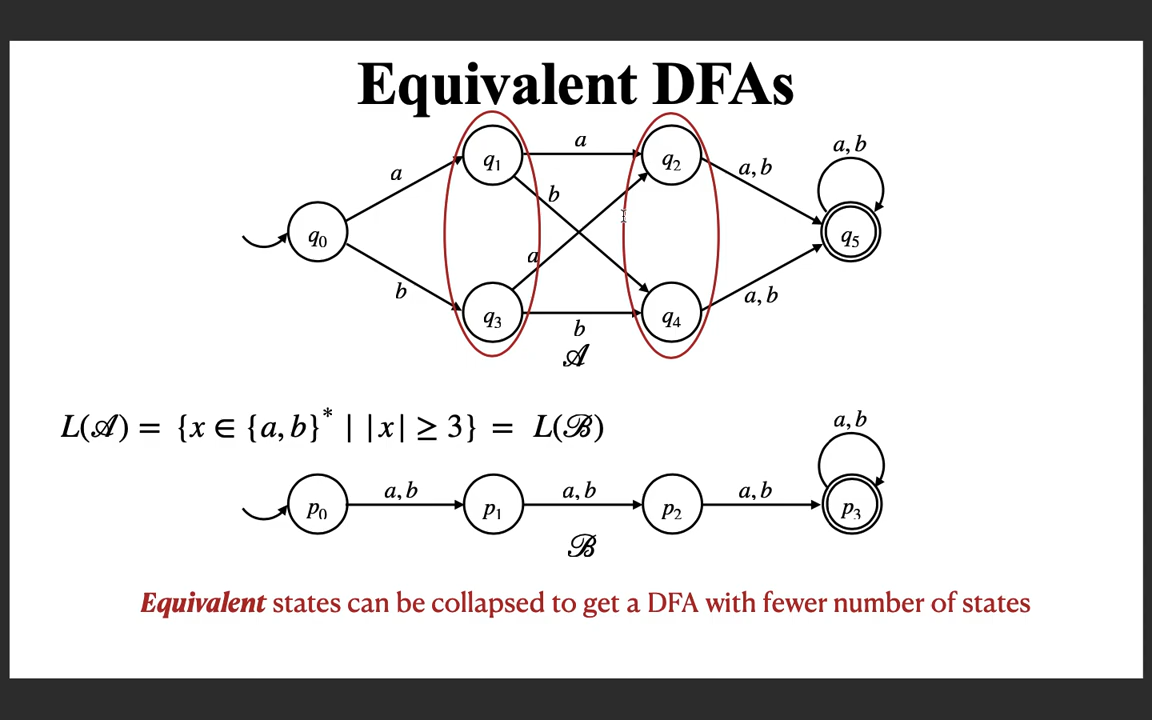 Equivalent DFAs
a, b
a
q₁
q₂
a
a, b
b
q₀
q₅
a
b
a, b
q₃
q₄
b
𝒜
L(𝒜) = {x ∈ {a, b}* | |x| ≥ 3} = L(ℬ)
a, b
a, b
a, b
a, b
p₀
p₁
p₂
p₃
ℬ
Equivalent states can be collapsed to get a DFA with fewer number of states